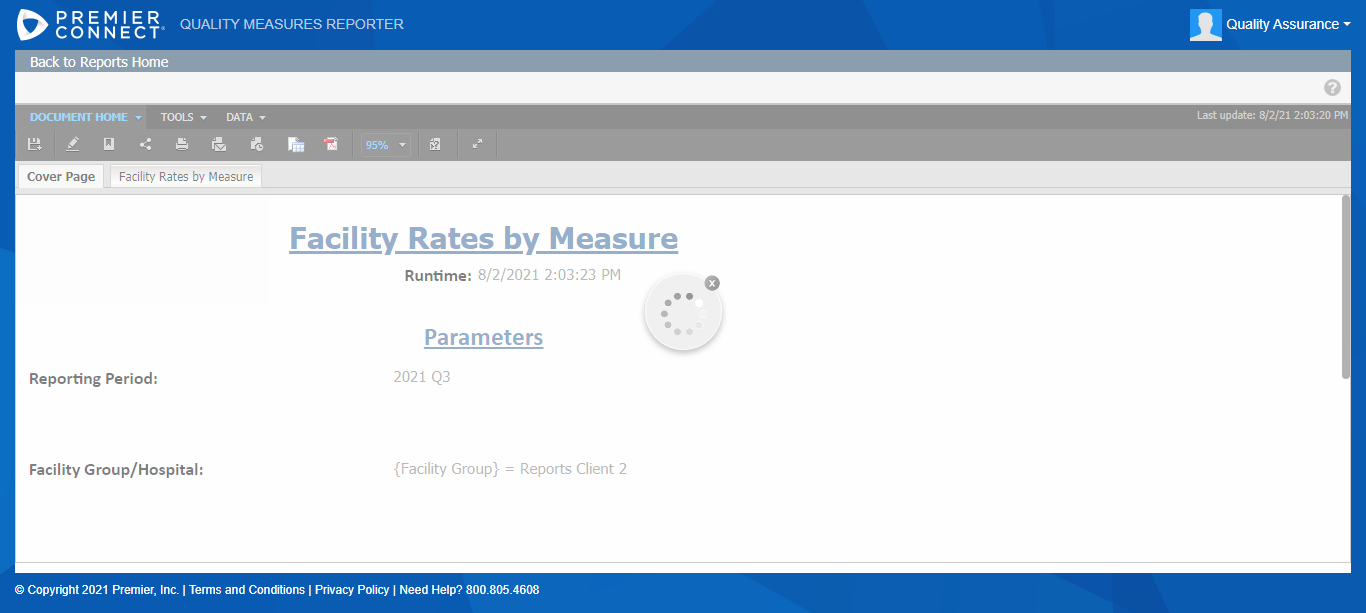 PREMIER
CONNECT® QUALITY MEASURES REPORTER
Quality Assurance
Back to Reports Home
?
DOCUMENT HOME TOOLS DATA
Last update: 8/2/21 2:03:20 PM
95%
Cover Page Facility Rates by Measure
Facility Rates by Measure
Runtime: 8/2/2021 2:03:23 PM
x
Parameters
Reporting Period: 2021 Q3
Facility Group/Hospital: {Facility Group} = Reports Client 2
© Copyright 2021 Premier, Inc. | Terms and Conditions | Privacy Policy | Need Help? 800.805.4608